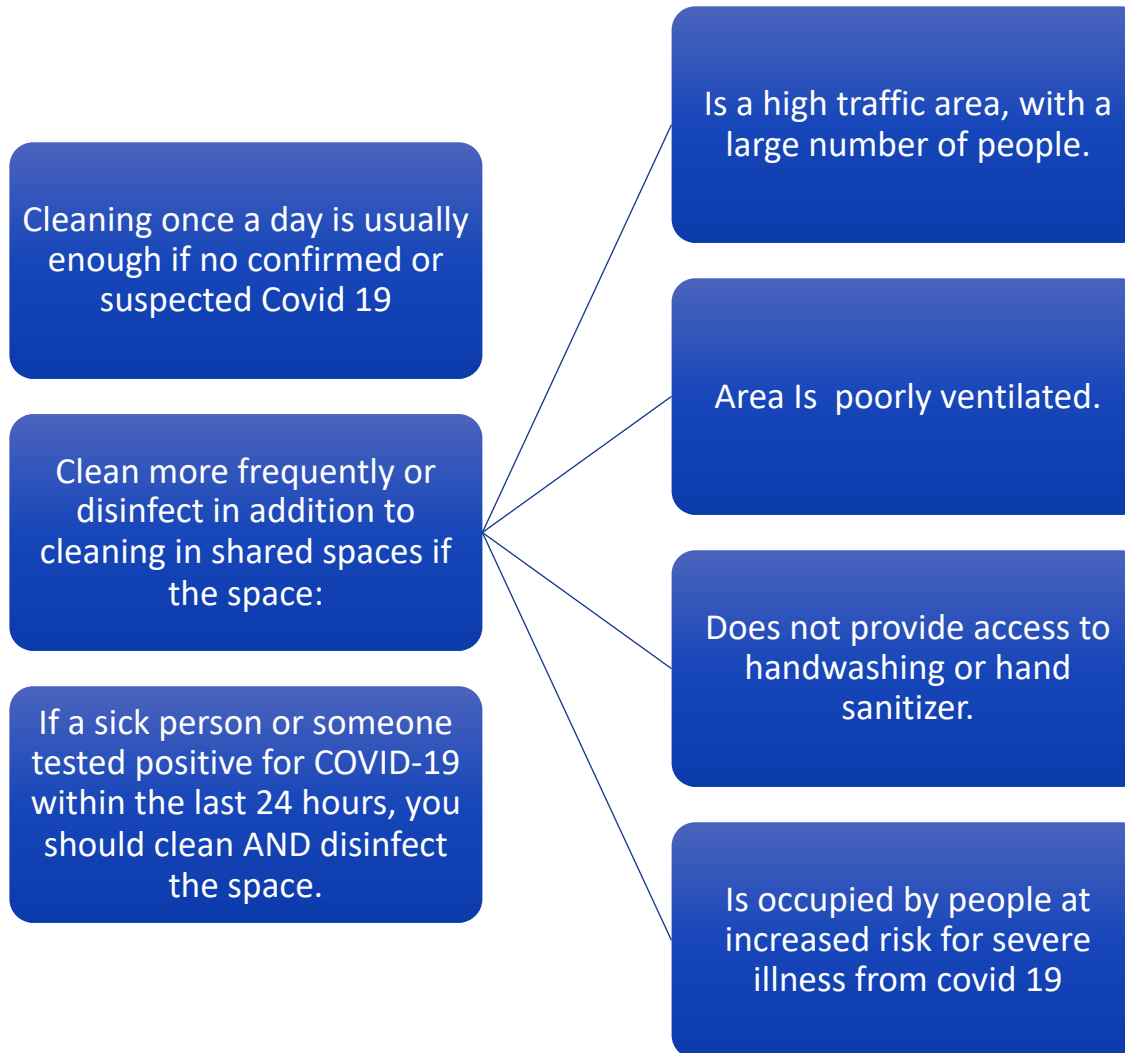 Cleaning once a day is usually
enough if no confirmed or
suspected Covid 19
Clean more frequently or
disinfect in addition to
cleaning in shared spaces if
the space:
If a sick person or someone
tested positive for COVID-19
within the last 24 hours, you
should clean AND disinfect
the space.
Is a high traffic area, with a
large number of people.
Area Is  poorly ventilated.
Does not provide access to
handwashing or hand
sanitizer.
Is occupied by people at
increased risk for severe
illness from covid 19